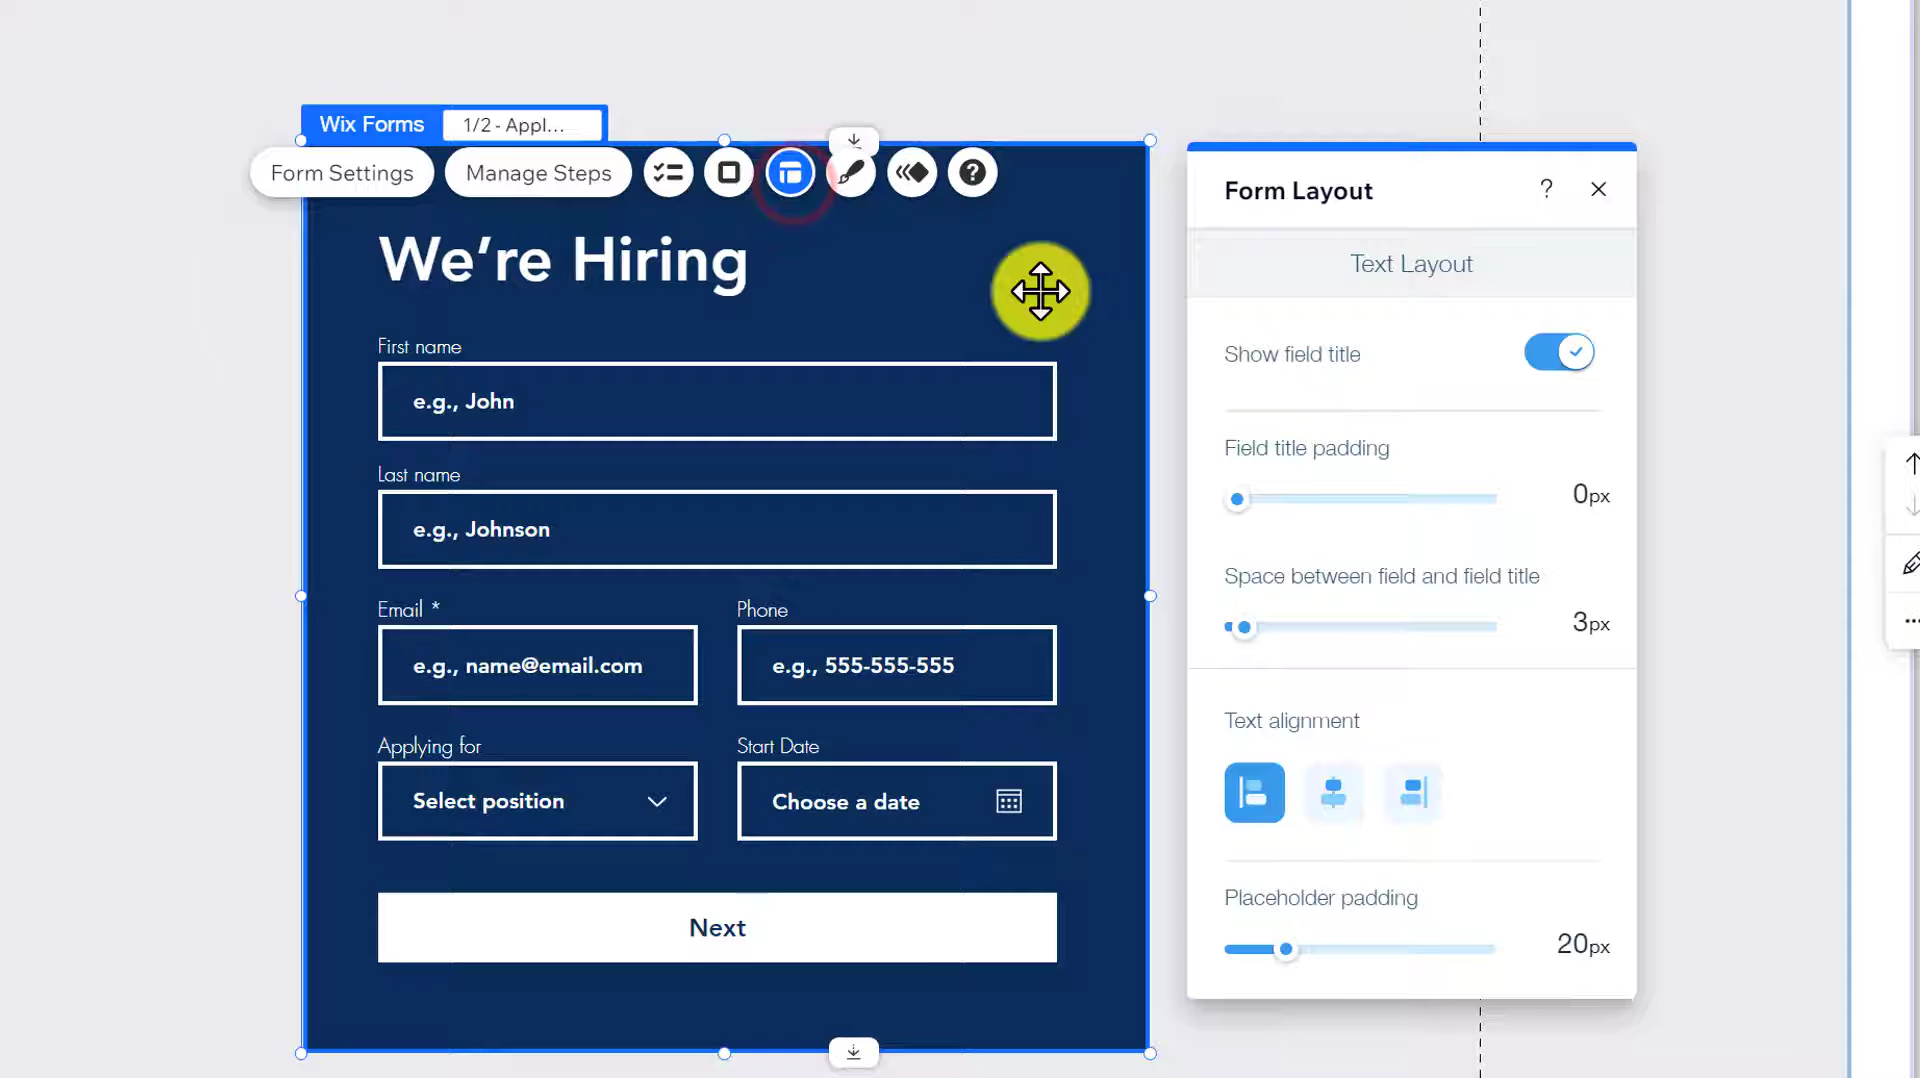 Wix Forms 1/2 - Appl...
Form Settings Manage Steps ?
We’re Hiring
First name
e.g., John
Last name
e.g., Johnson
Email * Phone
e.g., name@email.com e.g., 555-555-555
Applying for Start Date
Select position Choose a date
Next
Form Layout ?
Text Layout
Show field title
Field title padding
0px
Space between field and field title
3px
Text alignment
Placeholder padding
20px